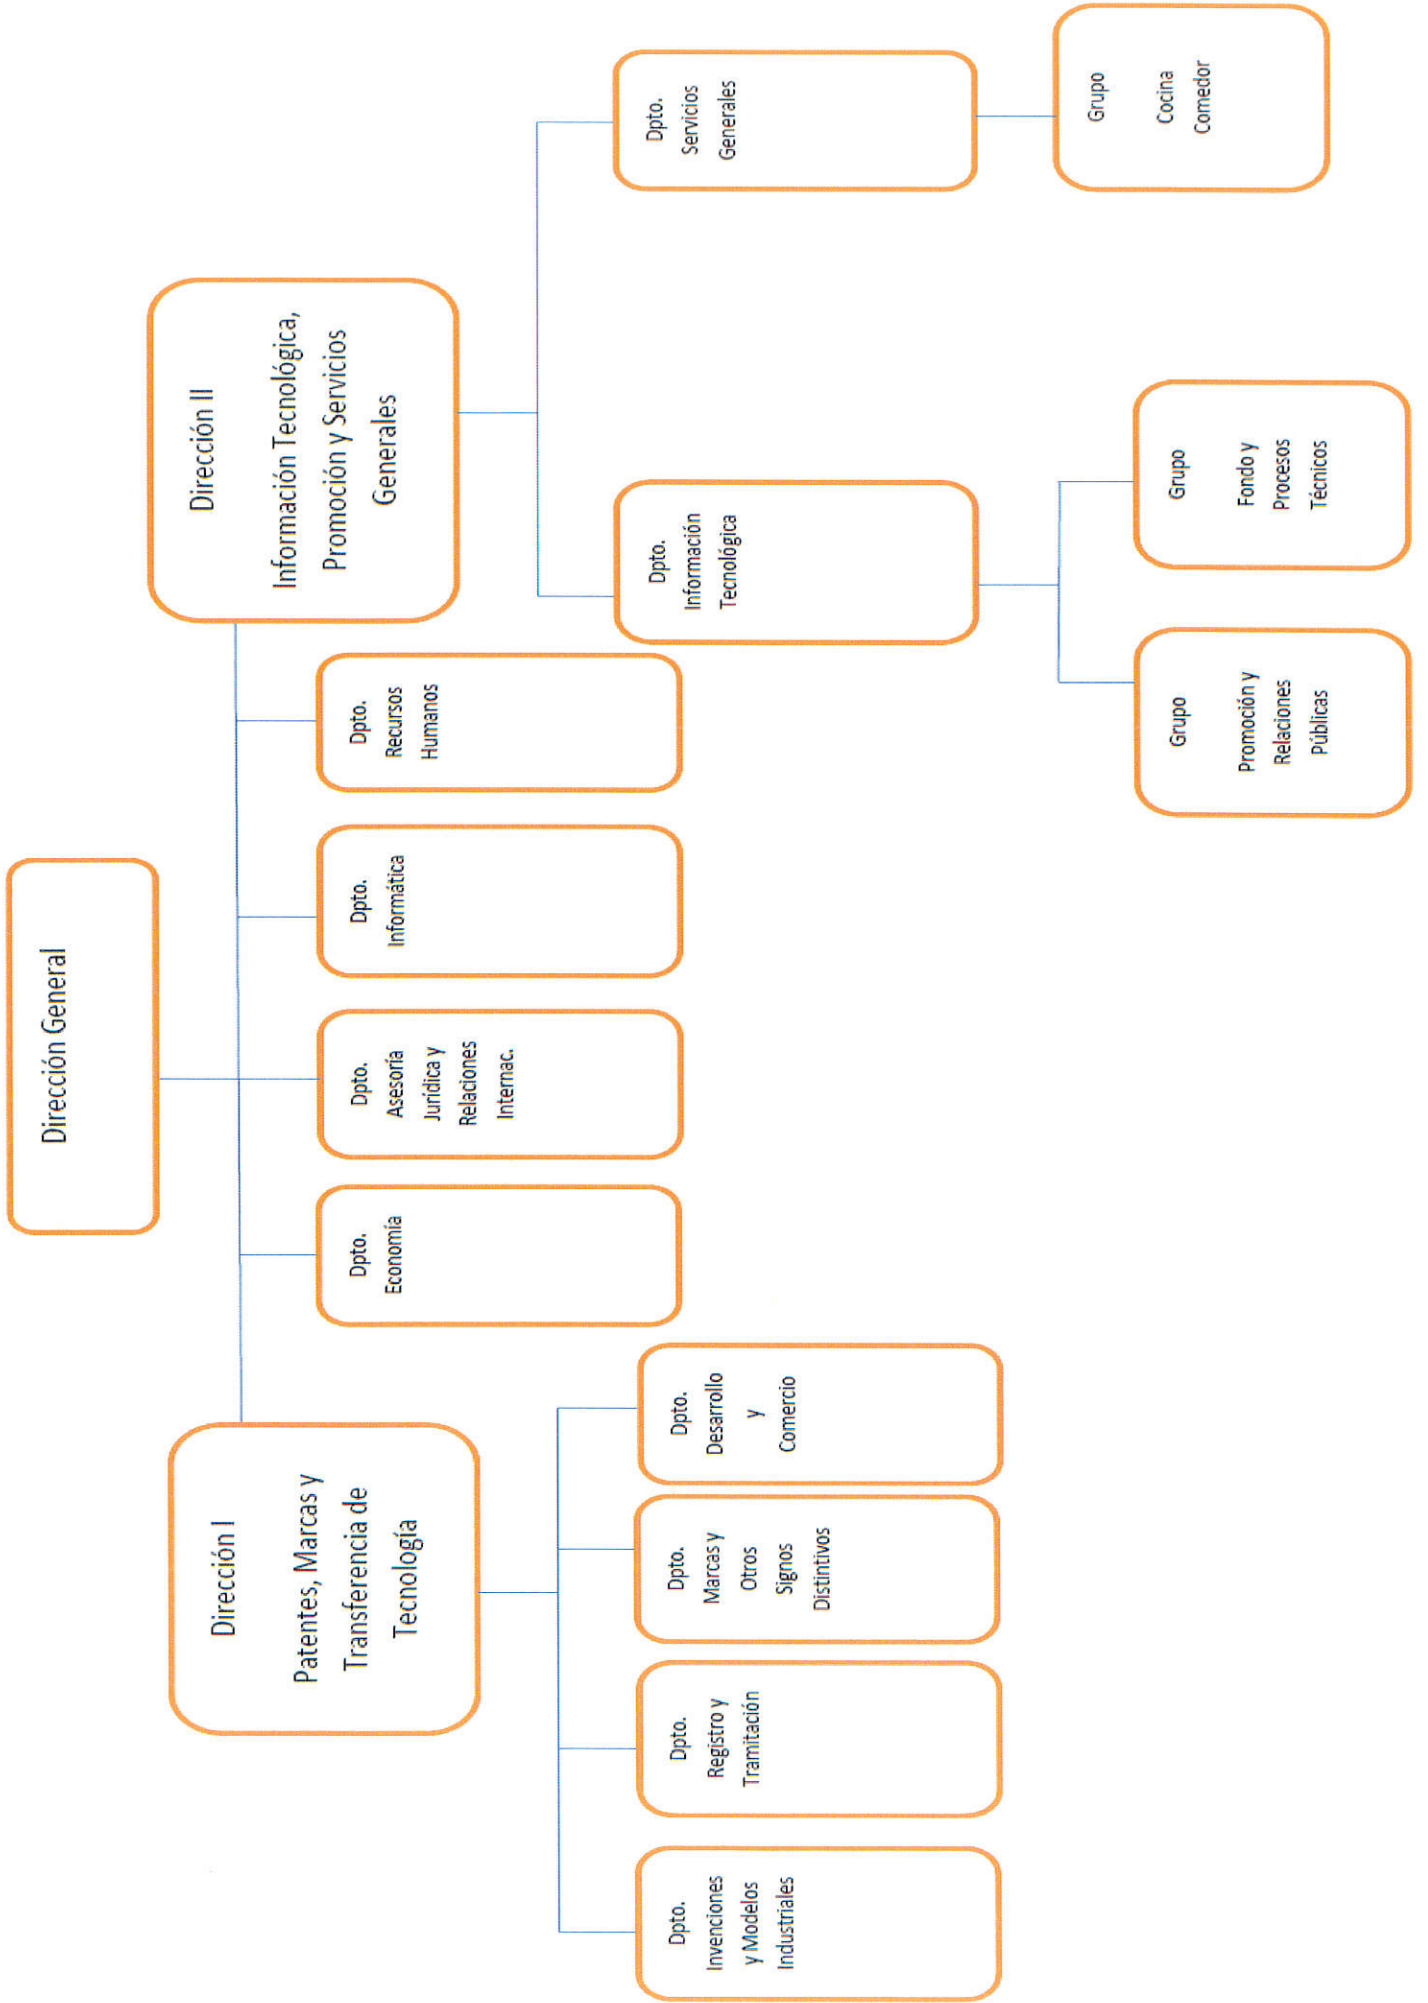 Dirección General
Dirección I
Patentes, Marcas y
Transferencia de
Tecnología
Dpto.
Economía
Dpto.
Asesoría
Jurídica y
Relaciones
Internac.
Dpto.
Informática
Dpto.
Recursos
Humanos
Dirección II
Información Tecnológica,
Promoción y Servicios
Generales
Dpto.
Invenciones
y Modelos
Industriales
Dpto.
Registro y
Tramitación
Dpto.
Marcas y
Otros
Signos
Distintivos
Dpto.
Desarrollo
y
Comercio
Dpto.
Información
Tecnológica
Dpto.
Servicios
Generales
Grupo
Promoción y
Relaciones
Públicas
Grupo
Fondo y
Procesos
Técnicos
Grupo
Cocina
Comedor